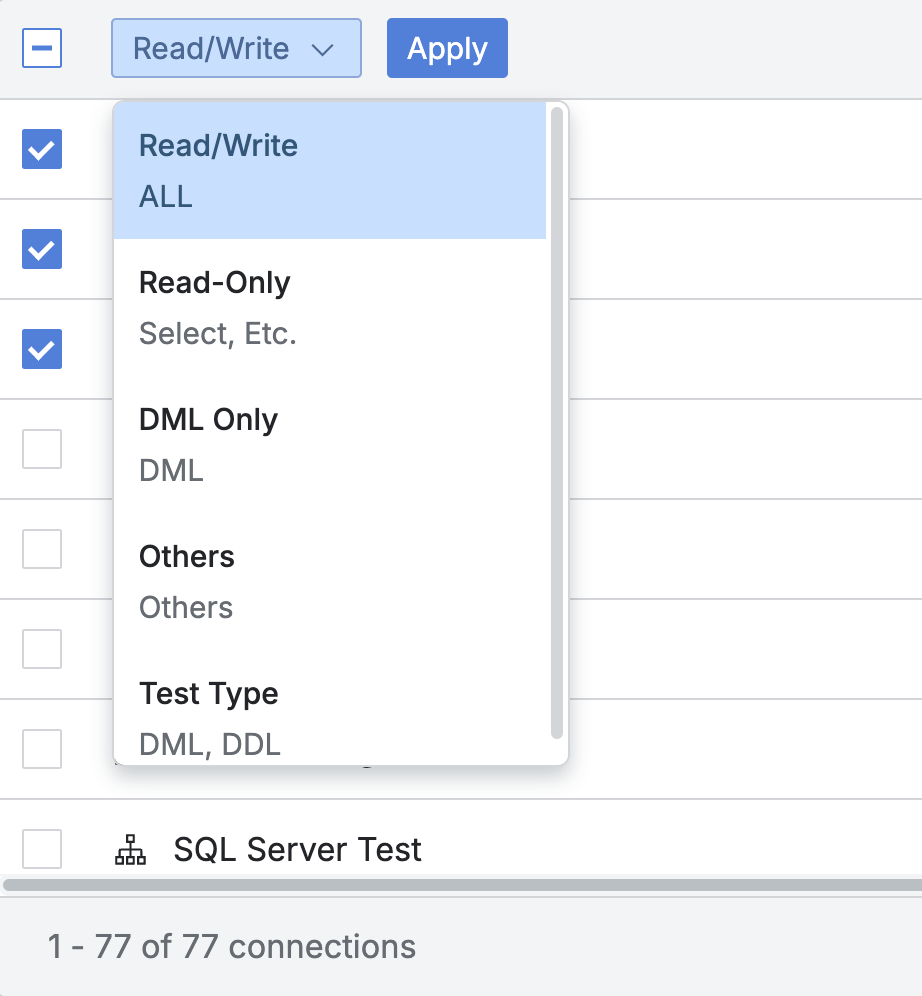 Read/Write
Apply
Read/Write
ALL
Read-Only
Select, Etc.
DML Only
DML
Others
Others
Test Type
DML, DDL
SQL Server Test
1 - 77 of 77 connections